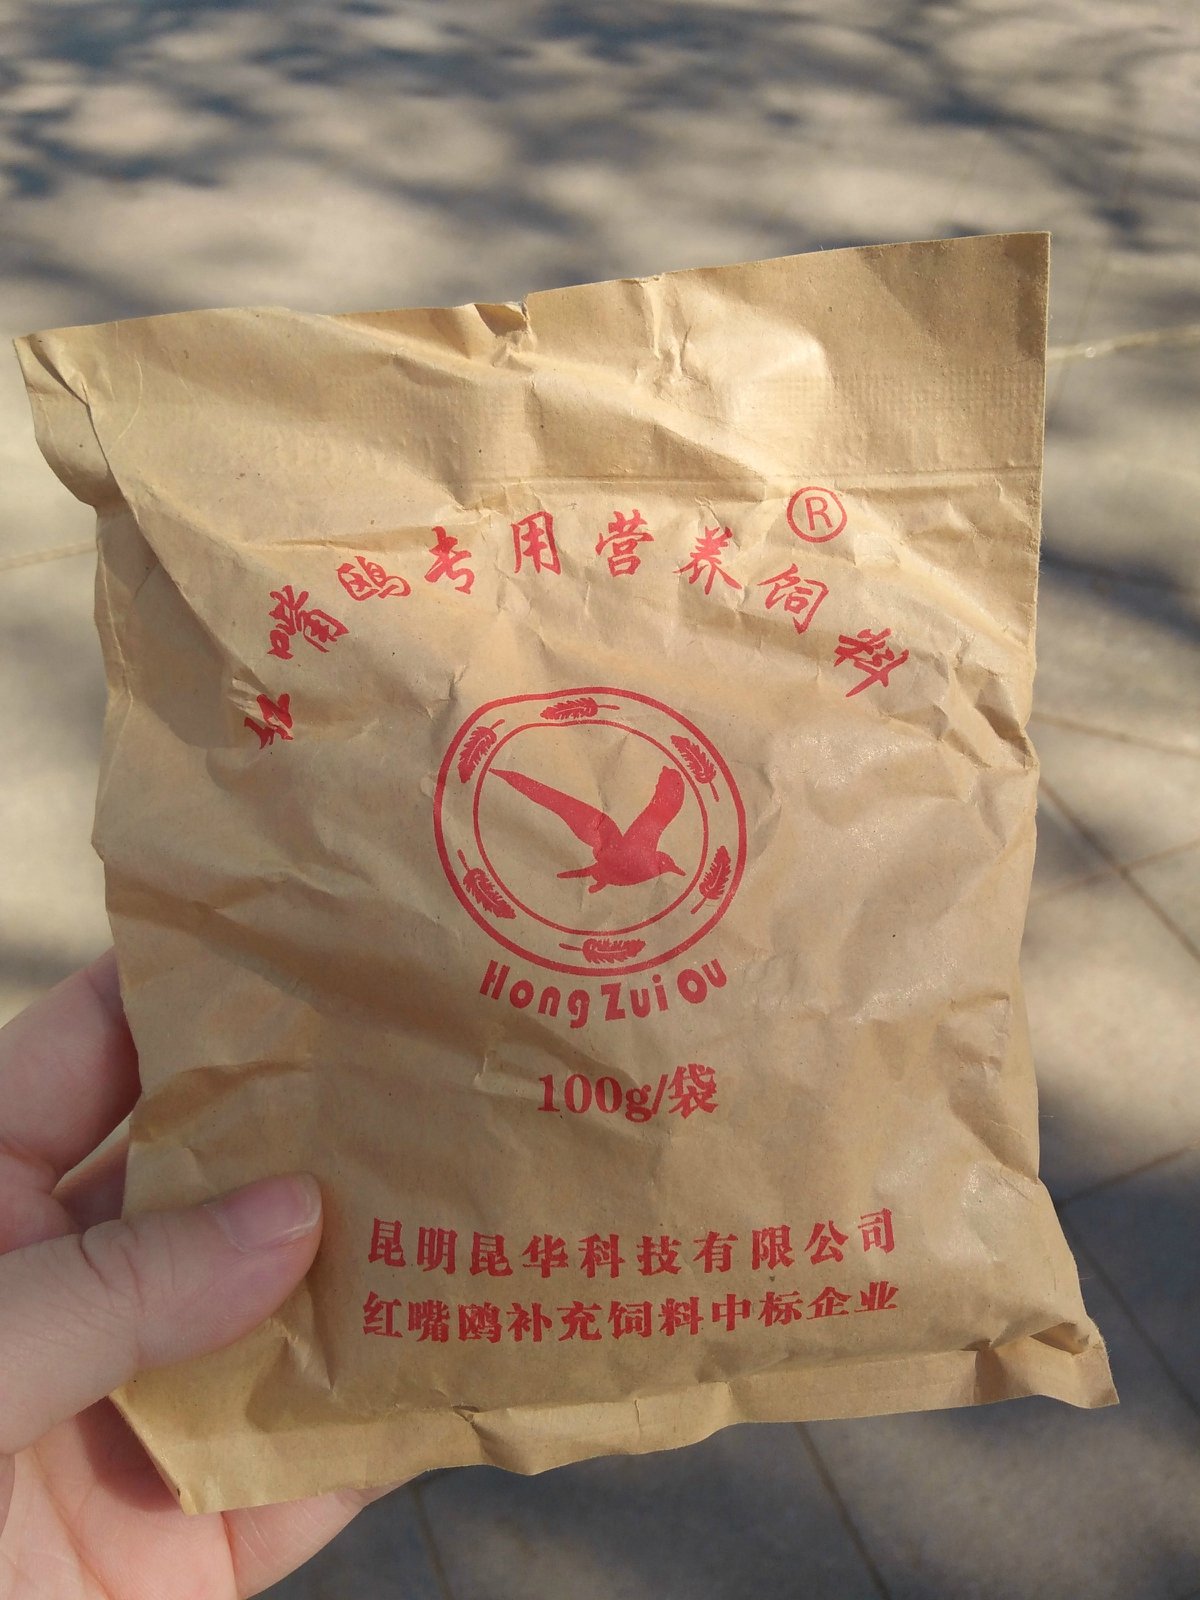 红嘴鸥专用营养饲料®
Hong Zui Ou
100g/袋
昆明昆华科技有限公司
红嘴鸥补充饲料中标企业